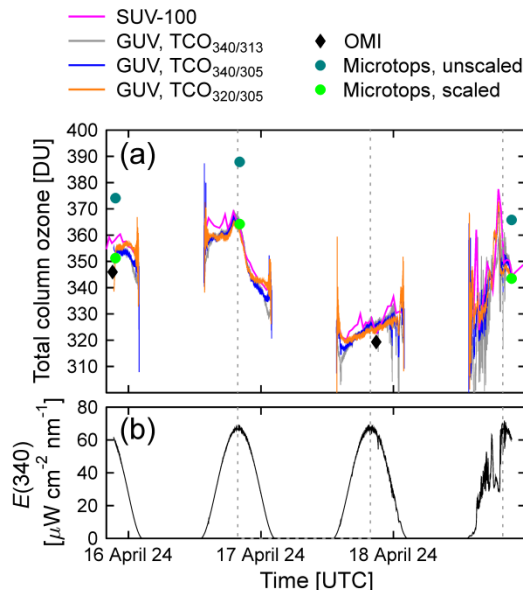 SUV-100
GUV, TCO340/313
GUV, TCO340/305
GUV, TCO320/305
OMI
Microtops, unscaled
Microtops, scaled
(a)
Total column ozone [DU]
400
390
380
370
360
350
340
330
320
310
(b)
E(340)
[µW cm-2 nm-1]
80
60
40
20
0
16 April 24
17 April 24
18 April 24
Time [UTC]